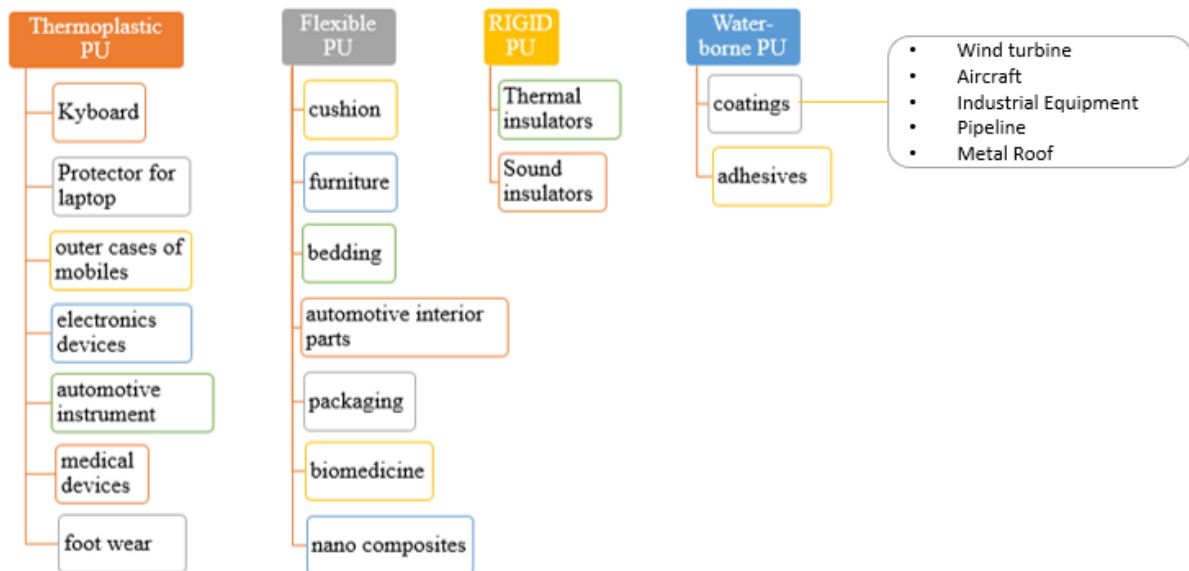 Thermoplastic
PU
Kyboard
Protector for
laptop
outer cases of
mobiles
electronics
devices
automotive
instrument
medical
devices
foot wear
Flexible
PU
cushion
furniture
bedding
automotive interior
parts
packaging
biomedicine
nano composites
RIGID
PU
Thermal
insulators
Sound
insulators
Water-
borne PU
coatings
adhesives
• Wind turbine
• Aircraft
• Industrial Equipment
• Pipeline
• Metal Roof